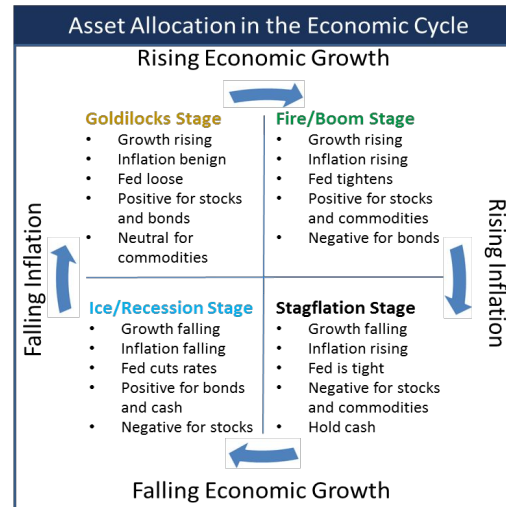 Asset Allocation in the Economic Cycle
Rising Economic Growth
Goldilocks Stage
• Growth rising
• Inflation benign
• Fed loose
• Positive for stocks
and bonds
• Neutral for
commodities
Fire/Boom Stage
• Growth rising
• Inflation rising
• Fed tightens
• Positive for stocks
and commodities
• Negative for bonds
Falling Inflation
Rising Inflation
Ice/Recession Stage
• Growth falling
• Inflation falling
• Fed cuts rates
• Positive for bonds
and cash
• Negative for stocks
Stagflation Stage
• Growth falling
• Inflation rising
• Fed is tight
• Negative for stocks
and commodities
• Hold cash
Falling Economic Growth